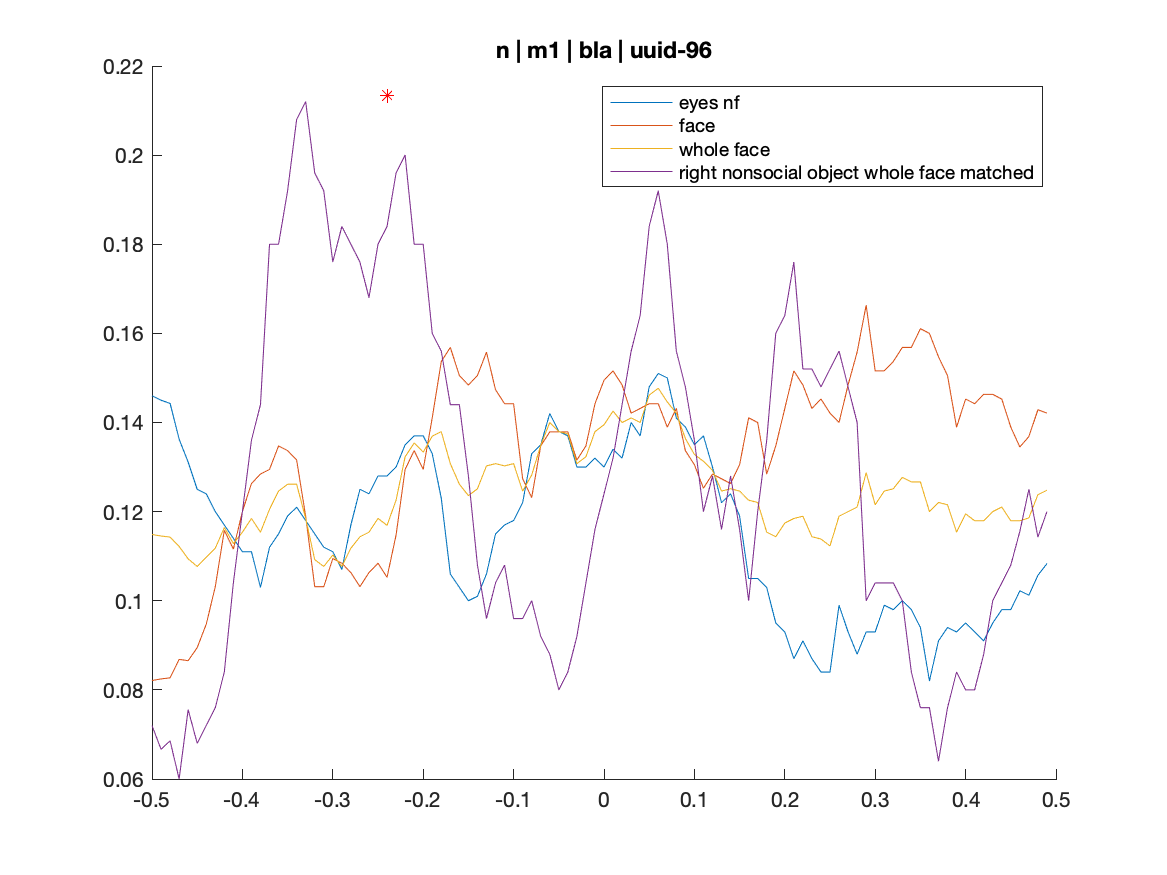 n | m1 | bla | uuid-96
0.22
0.2
0.18
0.16
0.14
0.12
0.1
0.08
0.06
eyes nf
face
whole face
right nonsocial object whole face matched
-0.5 -0.4 -0.3 -0.2 -0.1 0 0.1 0.2 0.3 0.4 0.5